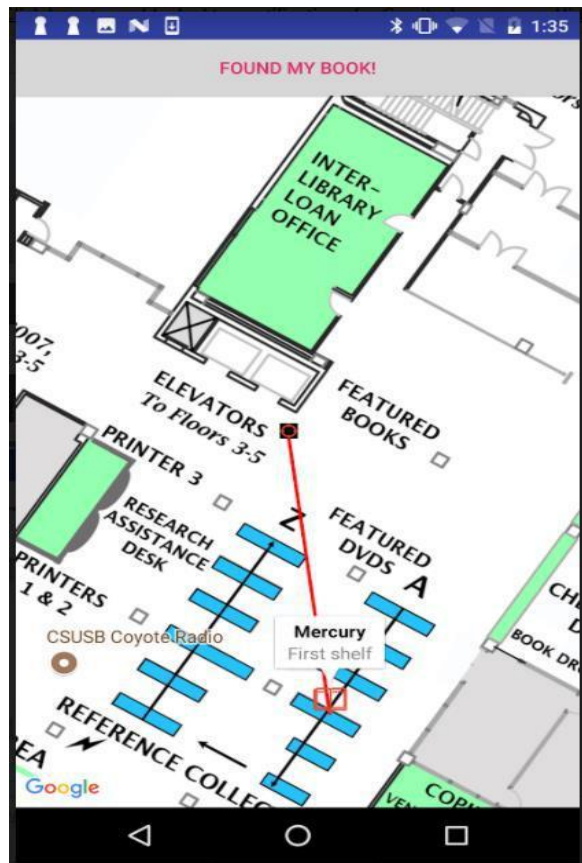 1:35
FOUND MY BOOK!
INTER-
LIBRARY
LOAN
OFFICE
007,
3-5
ELEVATORS
To Floors 3-5
FEATURED
BOOKS
PRINTER 3
RESEARCH
ASSISTANCE
DESK
Z
FEATURED
DVDS
A
PRINTERS
1 & 2
CSUSB Coyote Radio
Mercury
First shelf
BOOK DR
REFERENCE COLLE
EA
Google
COPI
VEN